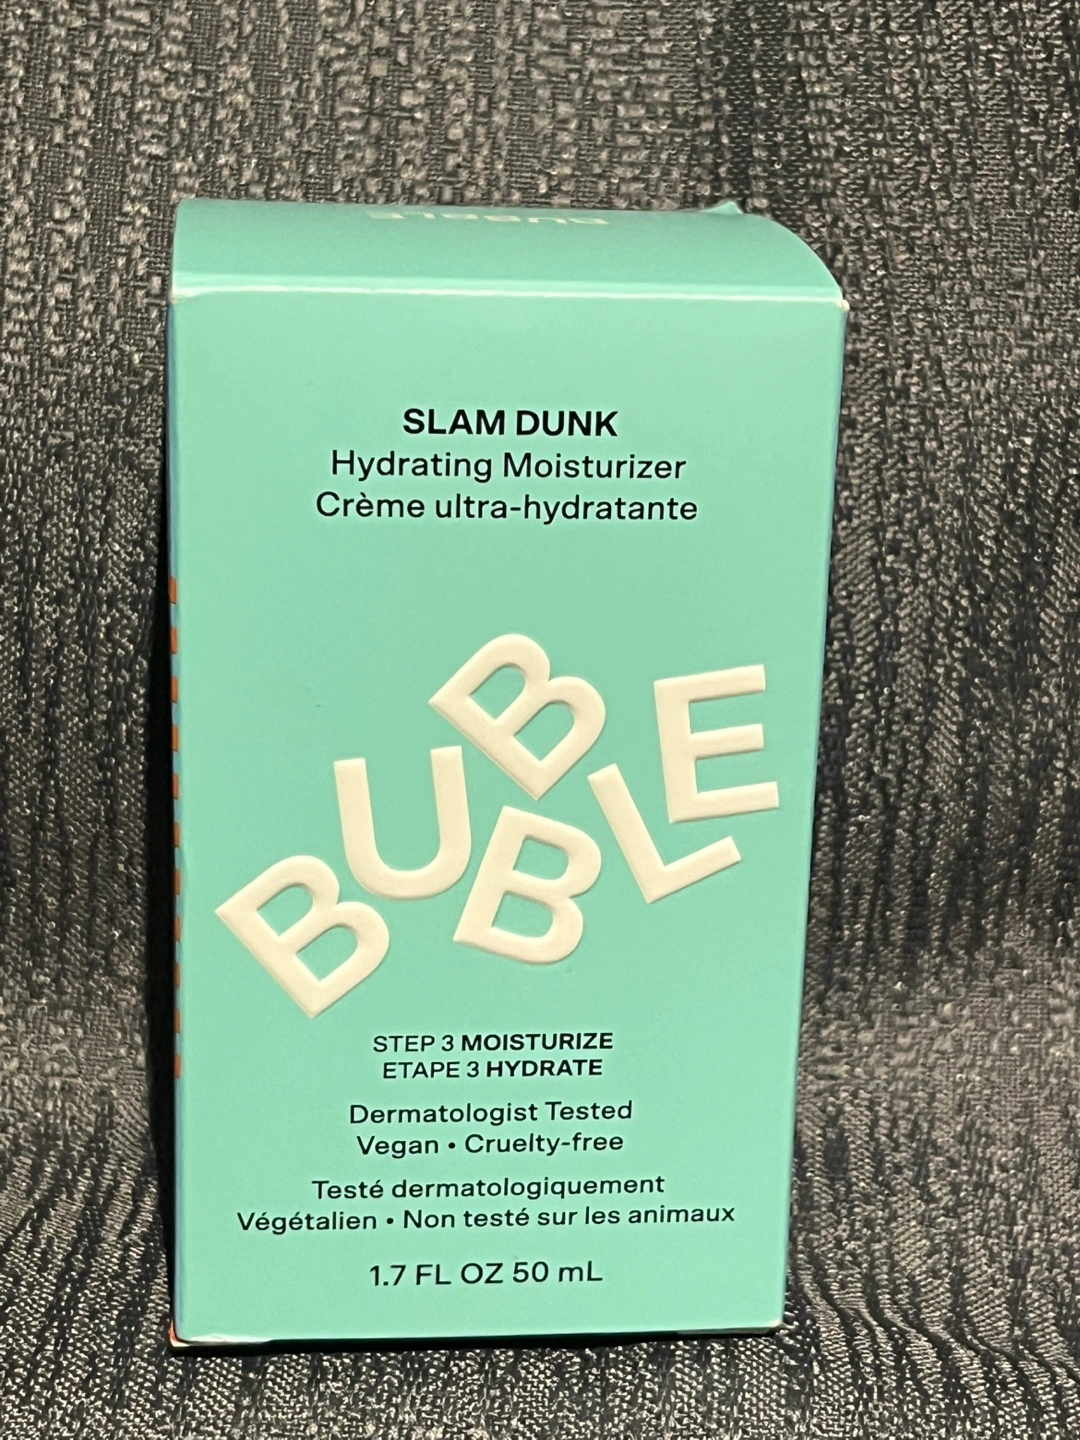 BUBBLE
SLAM DUNK
Hydrating Moisturizer
Crème ultra-hydratante
BUBBLE
STEP 3 MOISTURIZE
ETAPE 3 HYDRATE
Dermatologist Tested
Vegan • Cruelty-free
Testé dermatologiquement
Végétalien • Non testé sur les animaux
1.7 FL OZ 50 mL